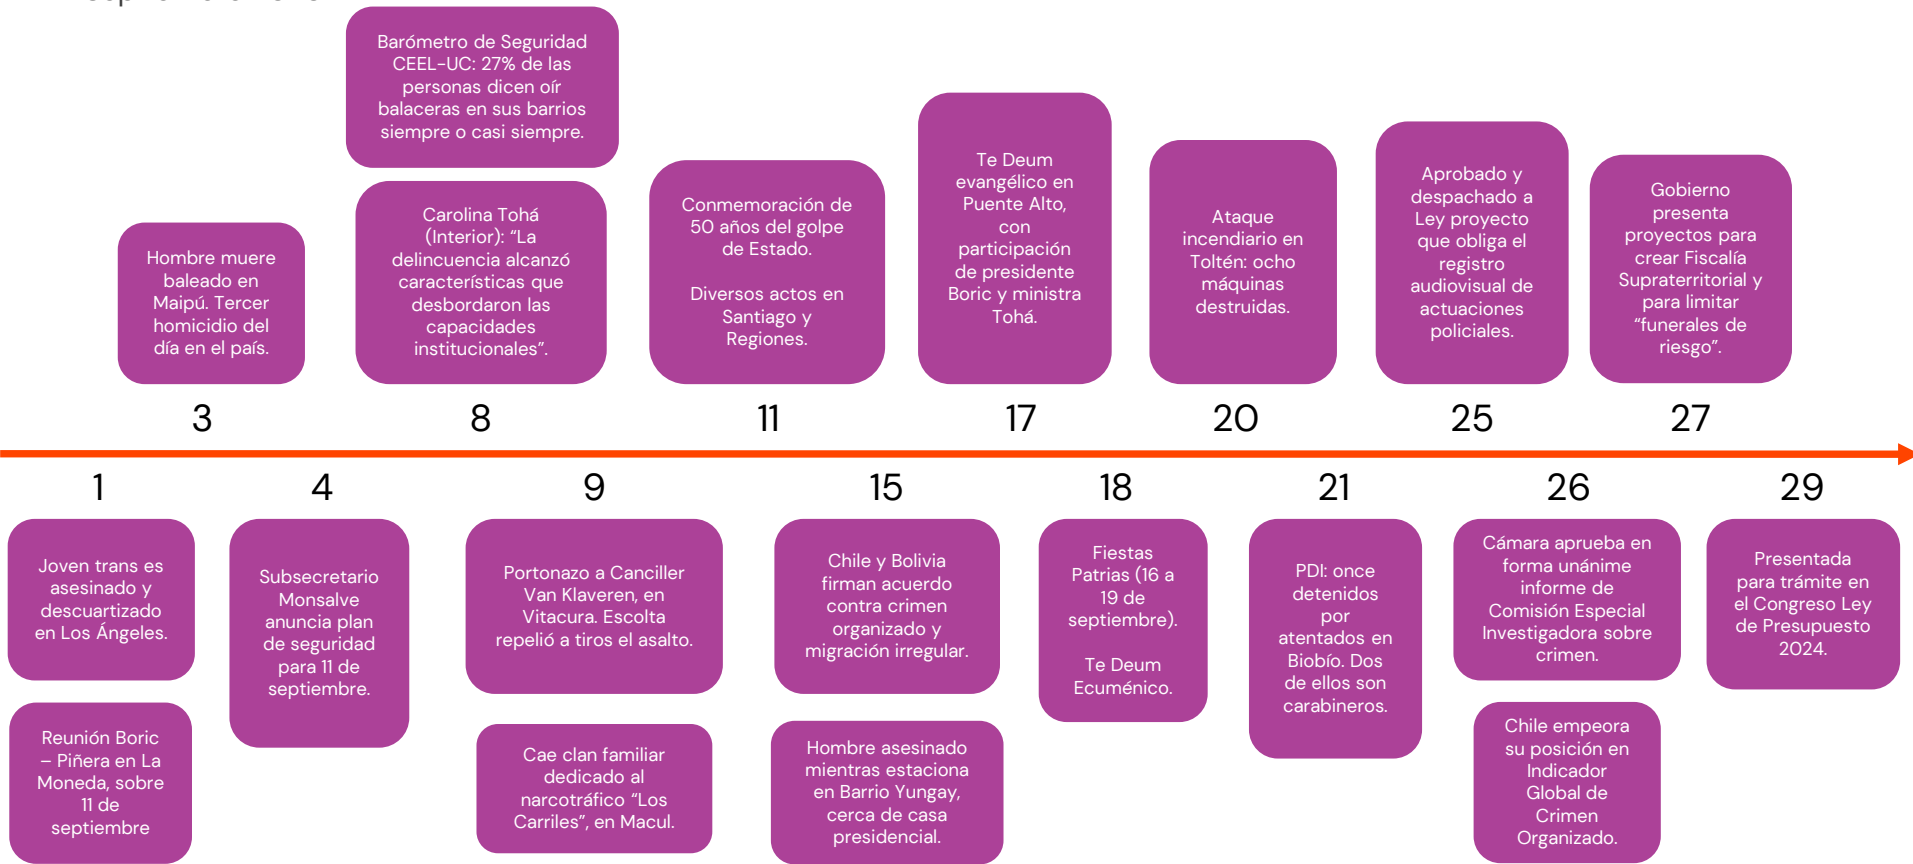 Barómetro de Seguridad
CEEL-UC: 27% de las
personas dicen oír
balaceras en sus barrios
siempre o casi siempre.
Hombre muere
baleado en
Maipú. Tercer
homicidio del
día en el país.
Carolina Tohá
(Interior): “La
delincuencia alcanzó
características que
desbordaron las
capacidades
institucionales”.
Conmemoración de
50 años del golpe
de Estado.
Diversos actos en
Santiago y
Regiones.
Te Deum
evangélico en
Puente Alto,
con
participación
de presidente
Boric y ministra
Tohá.
Ataque
incendiario en
Toltén: ocho
máquinas
destruidas.
Aprobado y
despachado a
Ley proyecto
que obliga el
registro
audiovisual de
actuaciones
policiales.
Gobierno
presenta
proyectos para
crear Fiscalía
Supraterritorial y
para limitar
“funerales de
riesgo”.
3
8
11
17
20
25
27
1
4
9
15
18
21
26
29
Joven trans es
asesinado y
descuartizado
en Los Ángeles.
Reunión Boric
– Piñera en La
Moneda, sobre
11 de
septiembre
Subsecretario
Monsalve
anuncia plan
de seguridad
para 11 de
septiembre.
Portonazo a Canciller
Van Klaveren, en
Vitacura. Escolta
repelió a tiros el asalto.
Cae clan familiar
dedicado al
narcotráfico “Los
Carriles”, en Macul.
Chile y Bolivia
firman acuerdo
contra crimen
organizado y
migración irregular.
Hombre asesinado
mientras estaciona
en Barrio Yungay,
cerca de casa
presidencial.
Fiestas
Patrias (16 a
19 de
septiembre).
Te Deum
Ecuménico.
PDI: once
detenidos
por
atentados en
Biobío. Dos
de ellos son
carabineros.
Cámara aprueba en
forma unánime
informe de
Comisión Especial
Investigadora sobre
crimen.
Chile empeora
su posición en
Indicador
Global de
Crimen
Organizado.
Presentada
para trámite en
el Congreso Ley
de Presupuesto
2024.